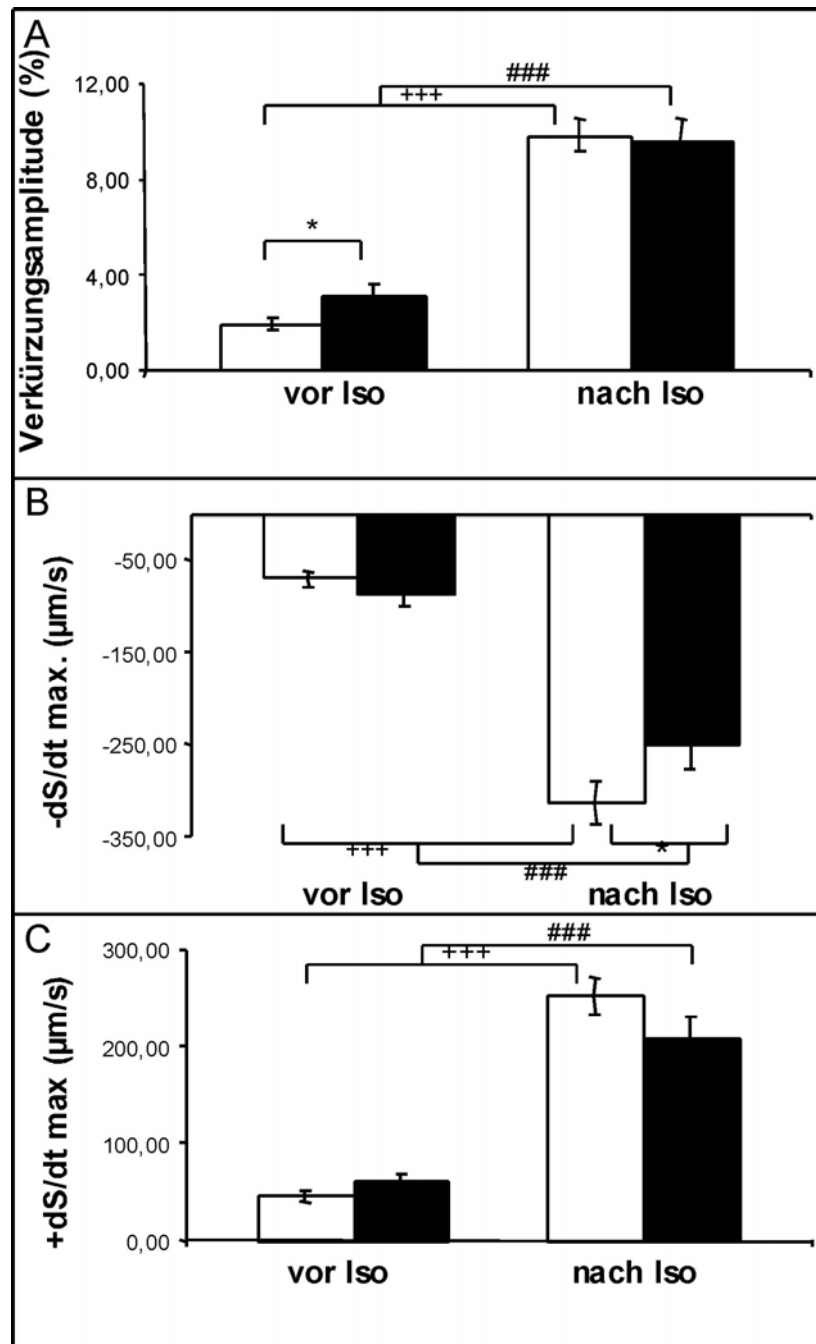 A
Verkürzungsamplitude (%)
12,00
8,00
4,00
0,00
###
+++
*
vor Iso
nach Iso
B
-dS/dt max. (µm/s)
-50,00
-150,00
-250,00
-350,00
+++
*
###
vor Iso
nach Iso
C
+dS/dt max (µm/s)
300,00
200,00
100,00
0,00
###
+++
vor Iso
nach Iso